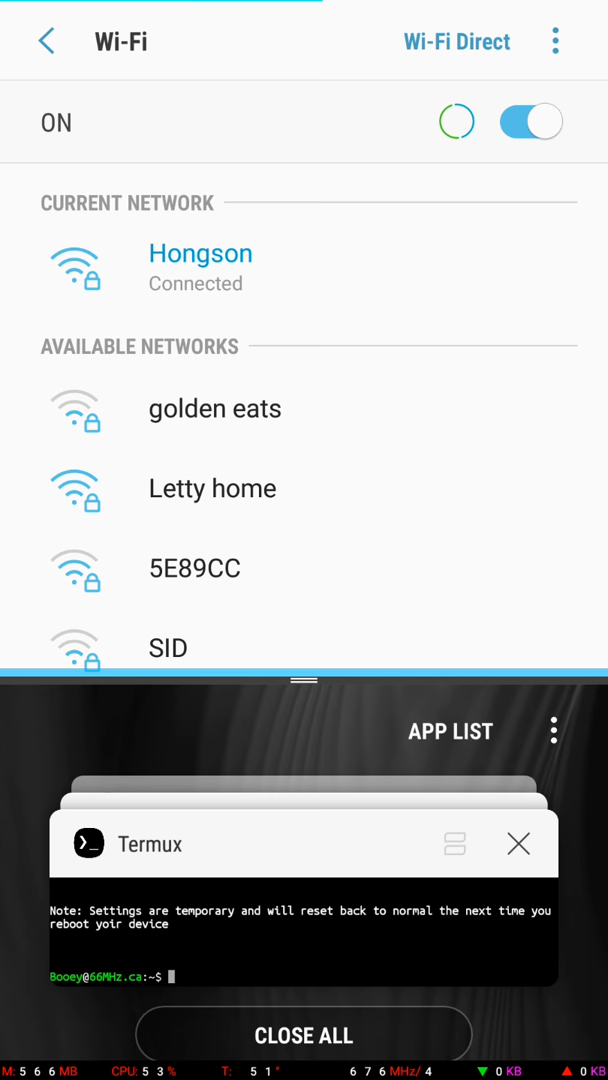 Wi-Fi
Wi-Fi Direct
ON
CURRENT NETWORK
Hongson
Connected
AVAILABLE NETWORKS
golden eats
Letty home
5E89CC
SID
APP LIST
Termux
Note: Settings are temporary and will reset back to normal the next time you
reboot yoir device
Booey@66MHz.ca:~$
CLOSE ALL
M: 5 6 6 MB CPU: 5 3 % T: 5 1 ° 6 7 6 MHz/ 4 ▼ 0 KB ▲ 0 KB